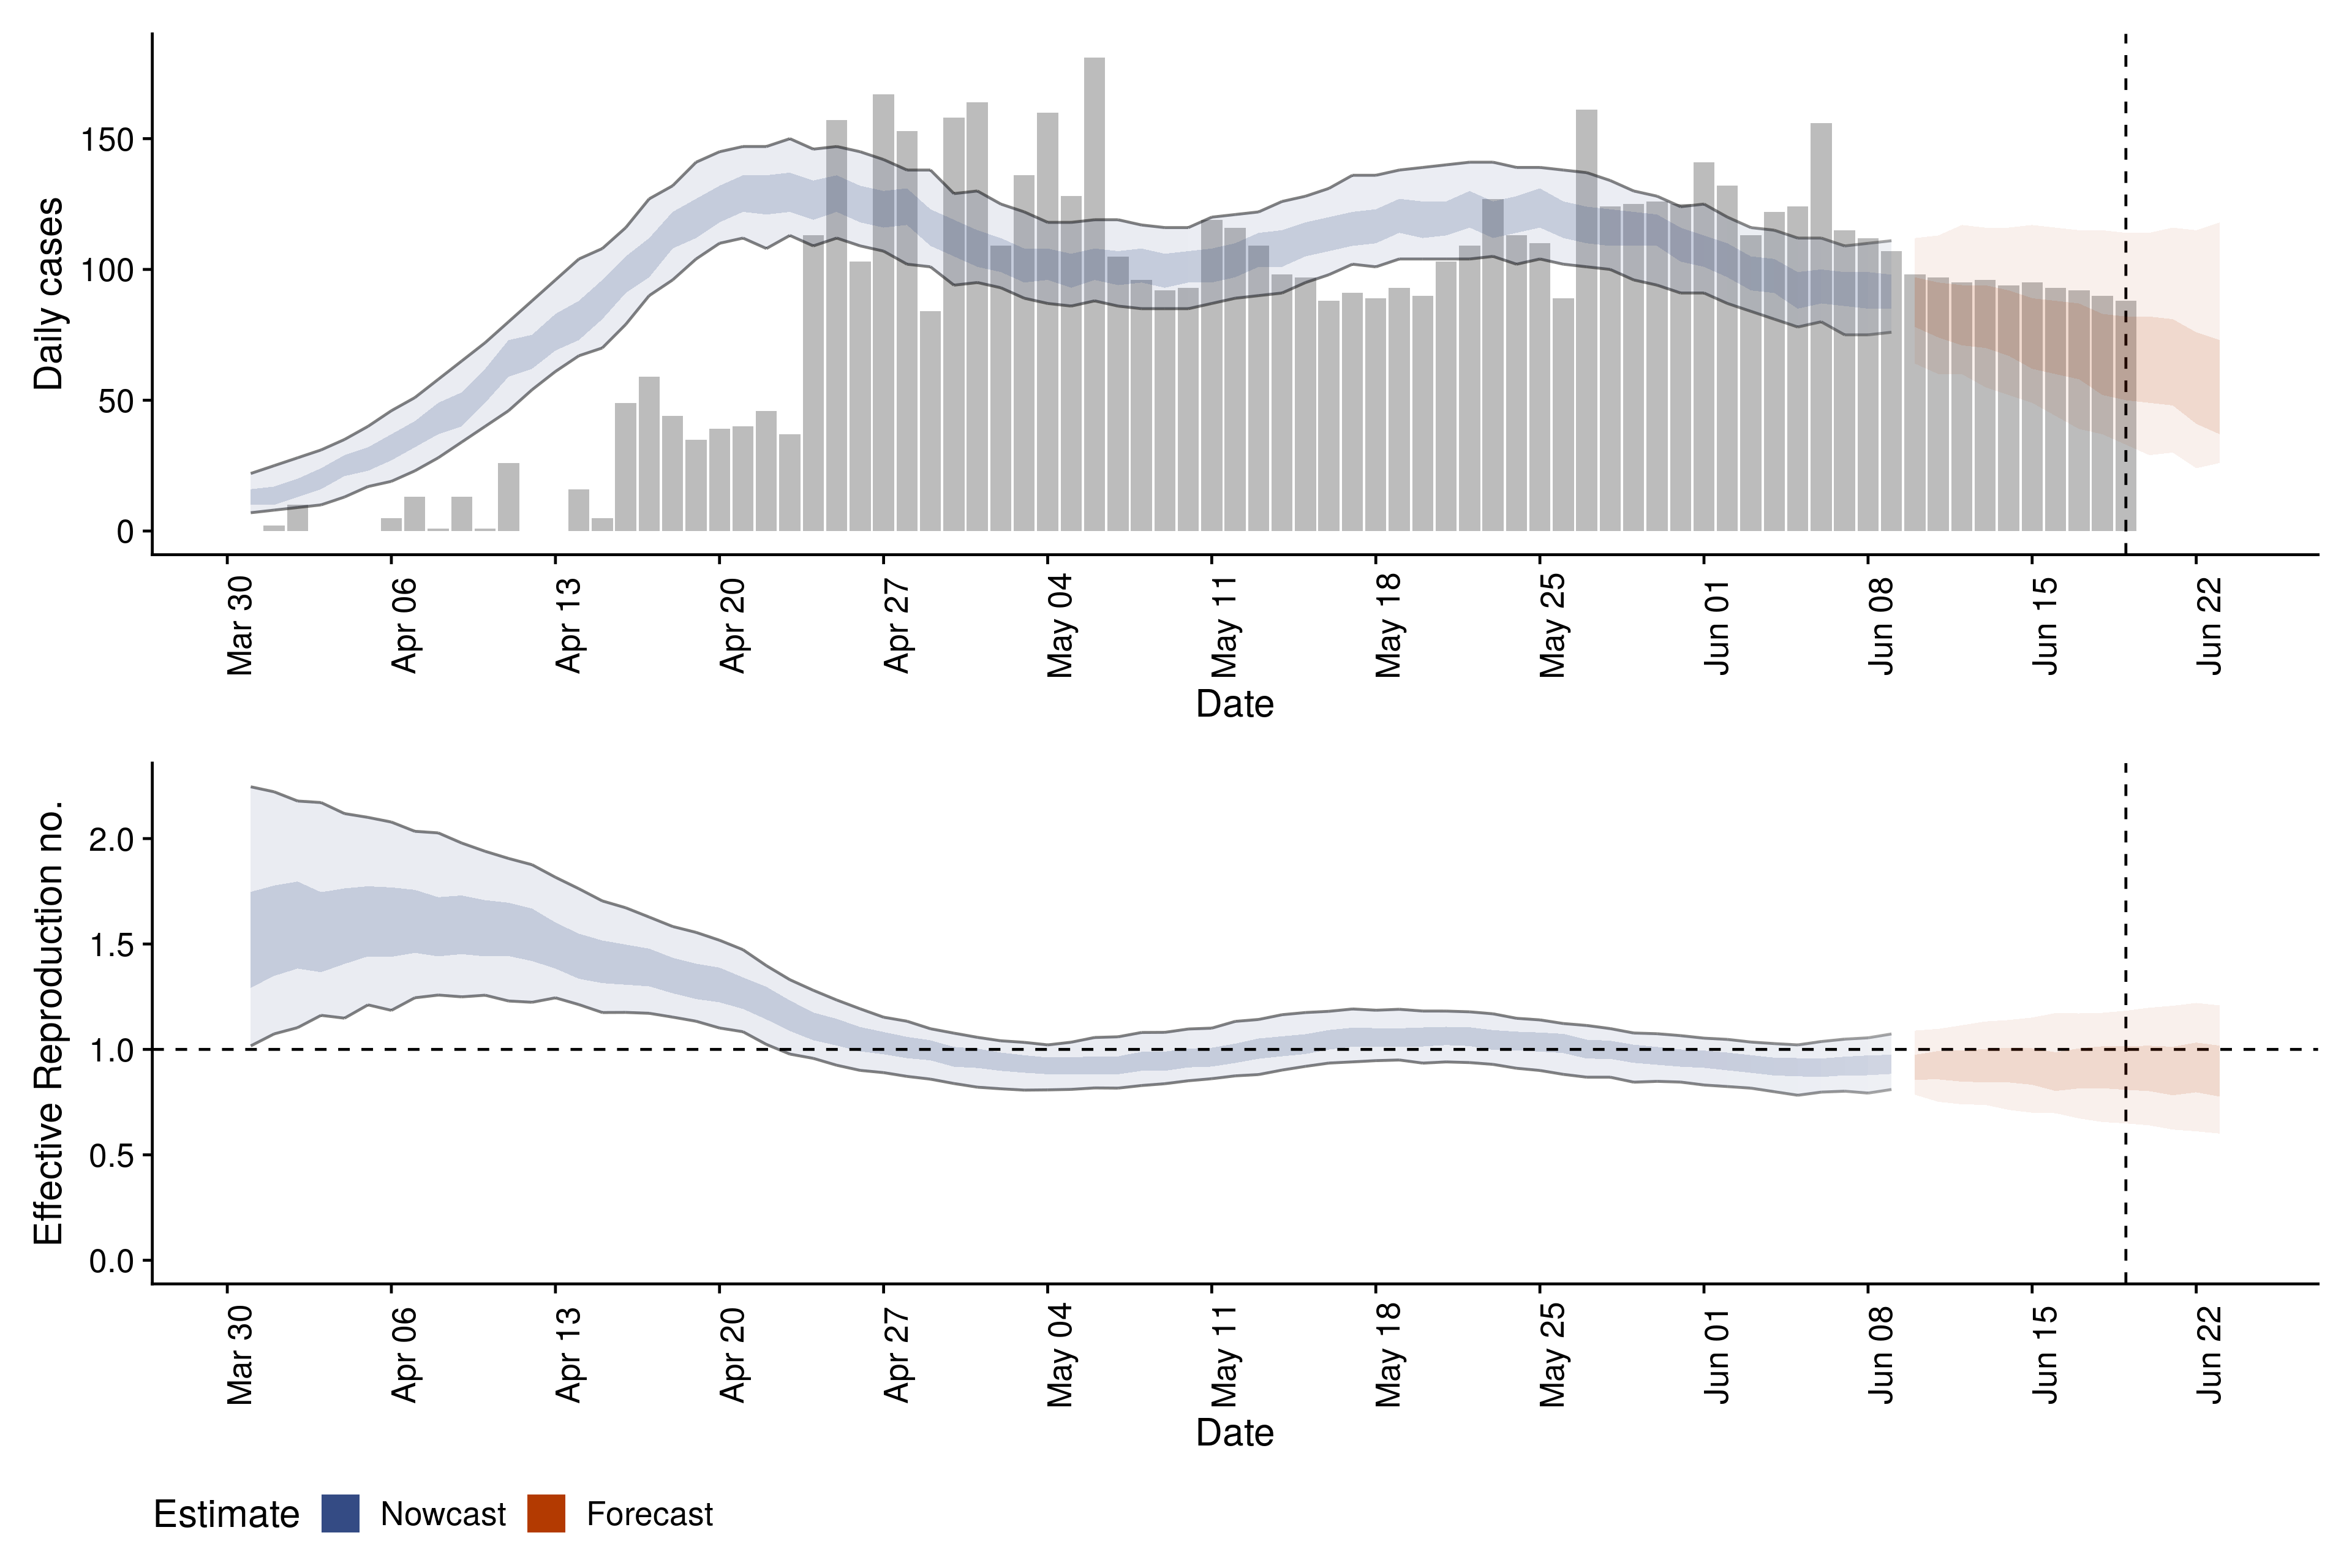 Daily cases
150
100
50
0
Mar 30
Apr 06
Apr 13
Apr 20
Apr 27
May 04
May 11
May 18
May 25
Jun 01
Jun 08
Jun 15
Jun 22
Date
Effective Reproduction no.
2.0
1.5
1.0
0.5
0.0
Mar 30
Apr 06
Apr 13
Apr 20
Apr 27
May 04
May 11
May 18
May 25
Jun 01
Jun 08
Jun 15
Jun 22
Date
Estimate Nowcast Forecast